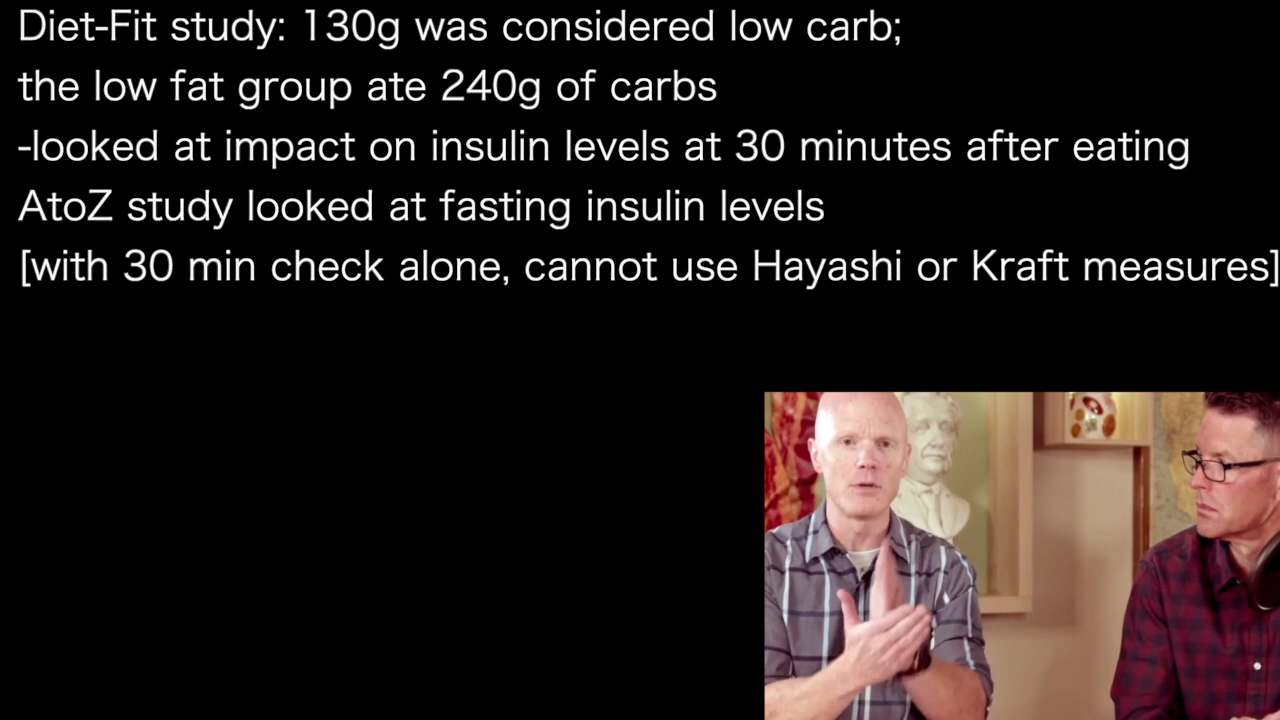 Diet-Fit study: 130g was considered low carb;
the low fat group ate 240g of carbs
-looked at impact on insulin levels at 30 minutes after eating
AtoZ study looked at fasting insulin levels
[with 30 min check alone, cannot use Hayashi or Kraft measures]